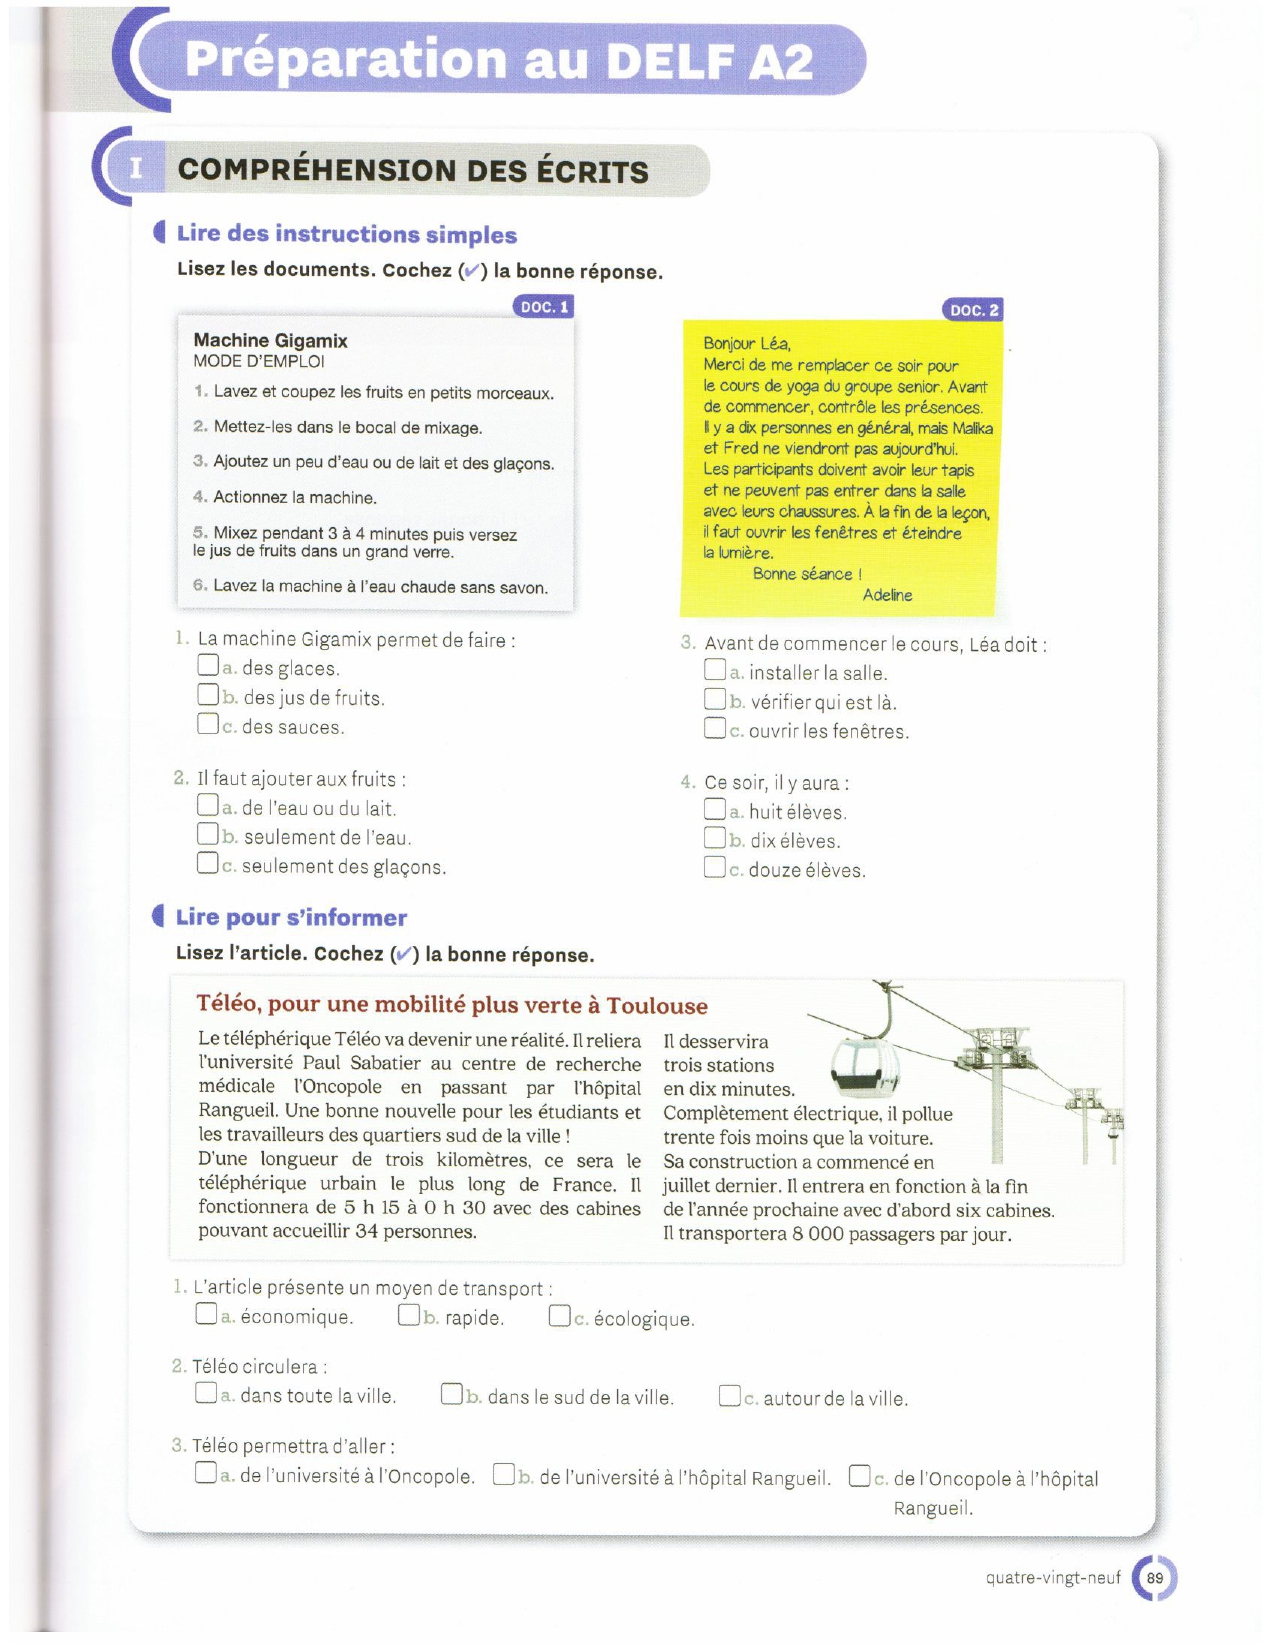 Préparation au DELF A2
I COMPRÉHENSION DES ÉCRITS
Lire des instructions simples
Lisez les documents. Cochez (✔) la bonne réponse.
DOC. 1
Machine Gigamix
MODE D'EMPLOI
1. Lavez et coupez les fruits en petits morceaux.
2. Mettez-les dans le bocal de mixage.
3. Ajoutez un peu d'eau ou de lait et des glaçons.
4. Actionnez la machine.
5. Mixez pendant 3 à 4 minutes puis versez
le jus de fruits dans un grand verre.
6. Lavez la machine à l'eau chaude sans savon.
1. La machine Gigamix permet de faire :
a. des glaces.
b. des jus de fruits.
c. des sauces.
2. Il faut ajouter aux fruits :
a. de l'eau ou du lait.
b. seulement de l'eau.
c. seulement des glaçons.
DOC. 2
Bonjour Léa,
Merci de me remplacer ce soir pour
le cours de yoga du groupe senior. Avant
de commencer, contrôle les présences.
Il y a dix personnes en général, mais Malika
et Fred ne viendront pas aujourd'hui.
Les participants doivent avoir leur tapis
et ne peuvent pas entrer dans la salle
avec leurs chaussures. À la fin de la leçon,
il faut ouvrir les fenêtres et éteindre
la lumière.
Bonne séance !
Adeline
3. Avant de commencer le cours, Léa doit :
a. installer la salle.
b. vérifier qui est là.
c. ouvrir les fenêtres.
4. Ce soir, il y aura :
a. huit élèves.
b. dix élèves.
c. douze élèves.
Lire pour s'informer
Lisez l'article. Cochez (✔) la bonne réponse.
Téléo, pour une mobilité plus verte à Toulouse
Le téléphérique Téléo va devenir une réalité. Il reliera
l'université Paul Sabatier au centre de recherche
médicale l'Oncopole en passant par l'hôpital
Rangueil. Une bonne nouvelle pour les étudiants et
les travailleurs des quartiers sud de la ville !
D'une longueur de trois kilomètres, ce sera le
téléphérique urbain le plus long de France. Il
fonctionnera de 5 h 15 à 0 h 30 avec des cabines
pouvant accueillir 34 personnes.
Il desservira
trois stations
en dix minutes.
Complètement électrique, il pollue
trente fois moins que la voiture.
Sa construction a commencé en
juillet dernier. Il entrera en fonction à la fin
de l'année prochaine avec d'abord six cabines.
Il transportera 8 000 passagers par jour.
1. L'article présente un moyen de transport :
a. économique. b. rapide. c. écologique.
2. Téléo circulera :
a. dans toute la ville. b. dans le sud de la ville. c. autour de la ville.
3. Téléo permettra d'aller :
a. de l'université à l'Oncopole. b. de l'université à l'hôpital Rangueil. c. de l'Oncopole à l'hôpital
Rangueil.
quatre-vingt-neuf 89